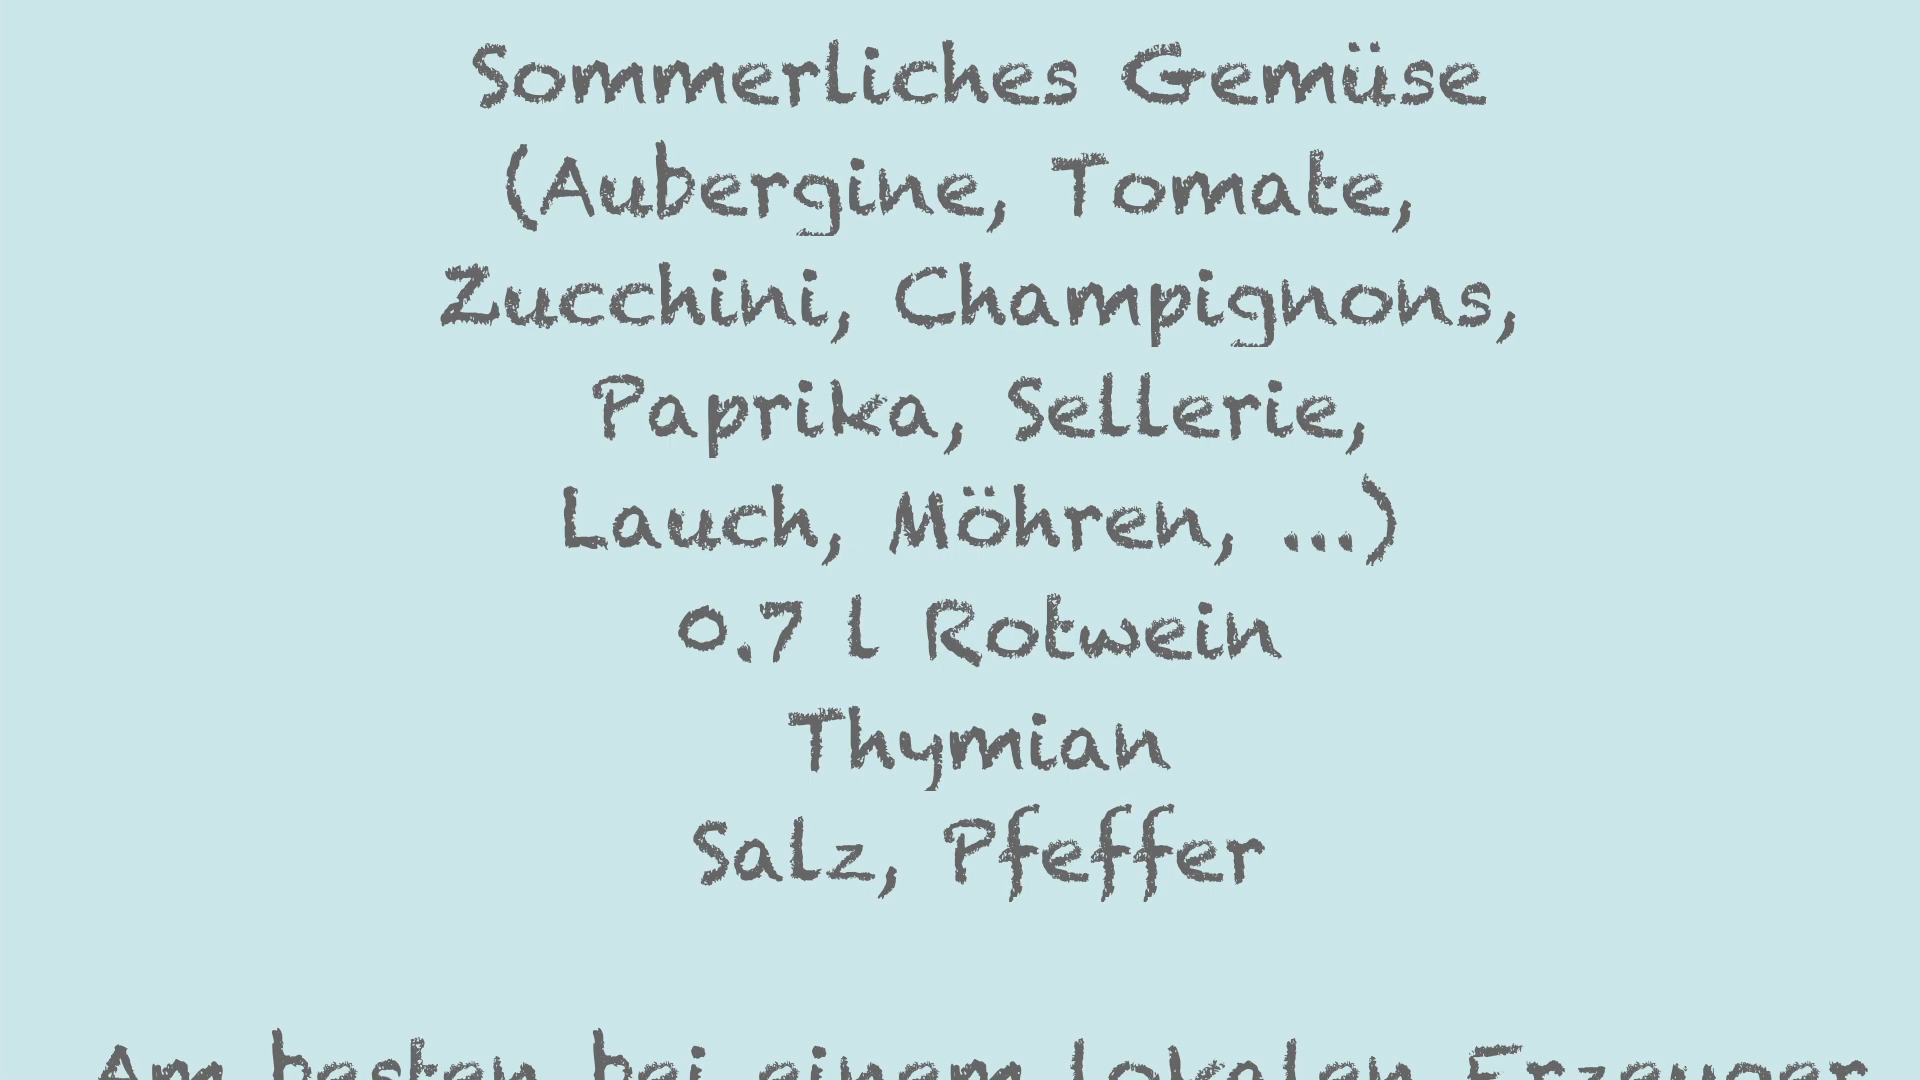 Sommerliches Gemüse
(Aubergine, Tomate,
Zucchini, Champignons,
Paprika, Sellerie,
Lauch, Möhren, ...)
0.7 l Rotwein
Thymian
Salz, Pfeffer
Am besten bei einem lokalen Erzeuger